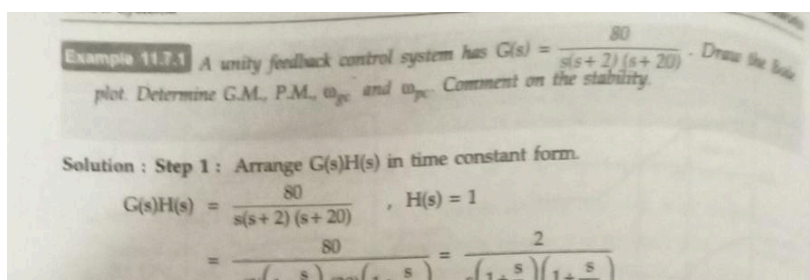 Example 11.7.1 A unity feedback control system has G(s) = 80 / s(s + 2) (s + 20) . Draw the Bode
plot. Determine G.M., P.M., ω_gc and ω_pc. Comment on the stability.
Solution : Step 1 : Arrange G(s)H(s) in time constant form.
G(s)H(s) = 80 / s(s + 2) (s + 20) , H(s) = 1
= 80 = 2